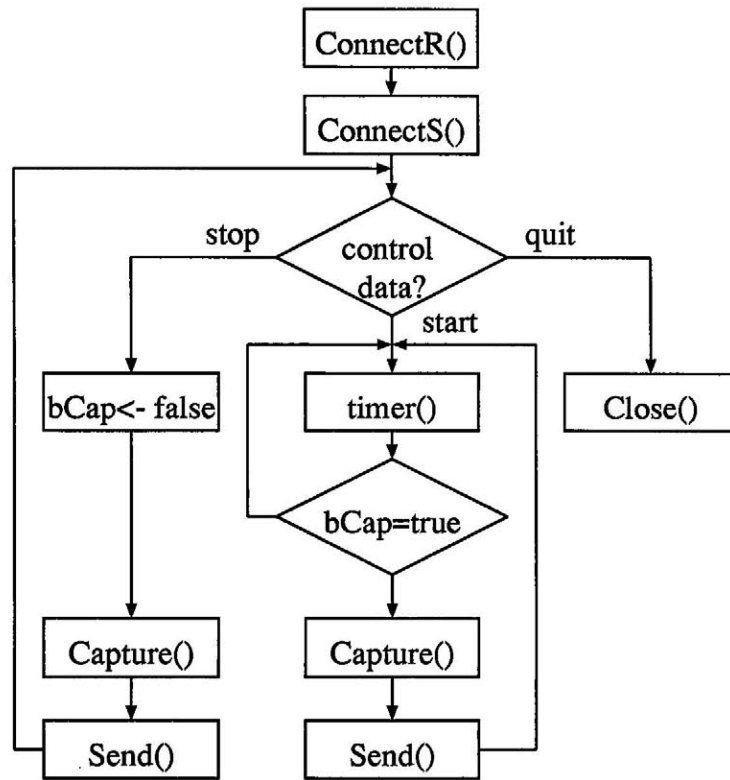 ConnectR()
ConnectS()
stop
control
data?
quit
start
bCap<- false
timer()
Close()
bCap=true
Capture()
Capture()
Send()
Send()